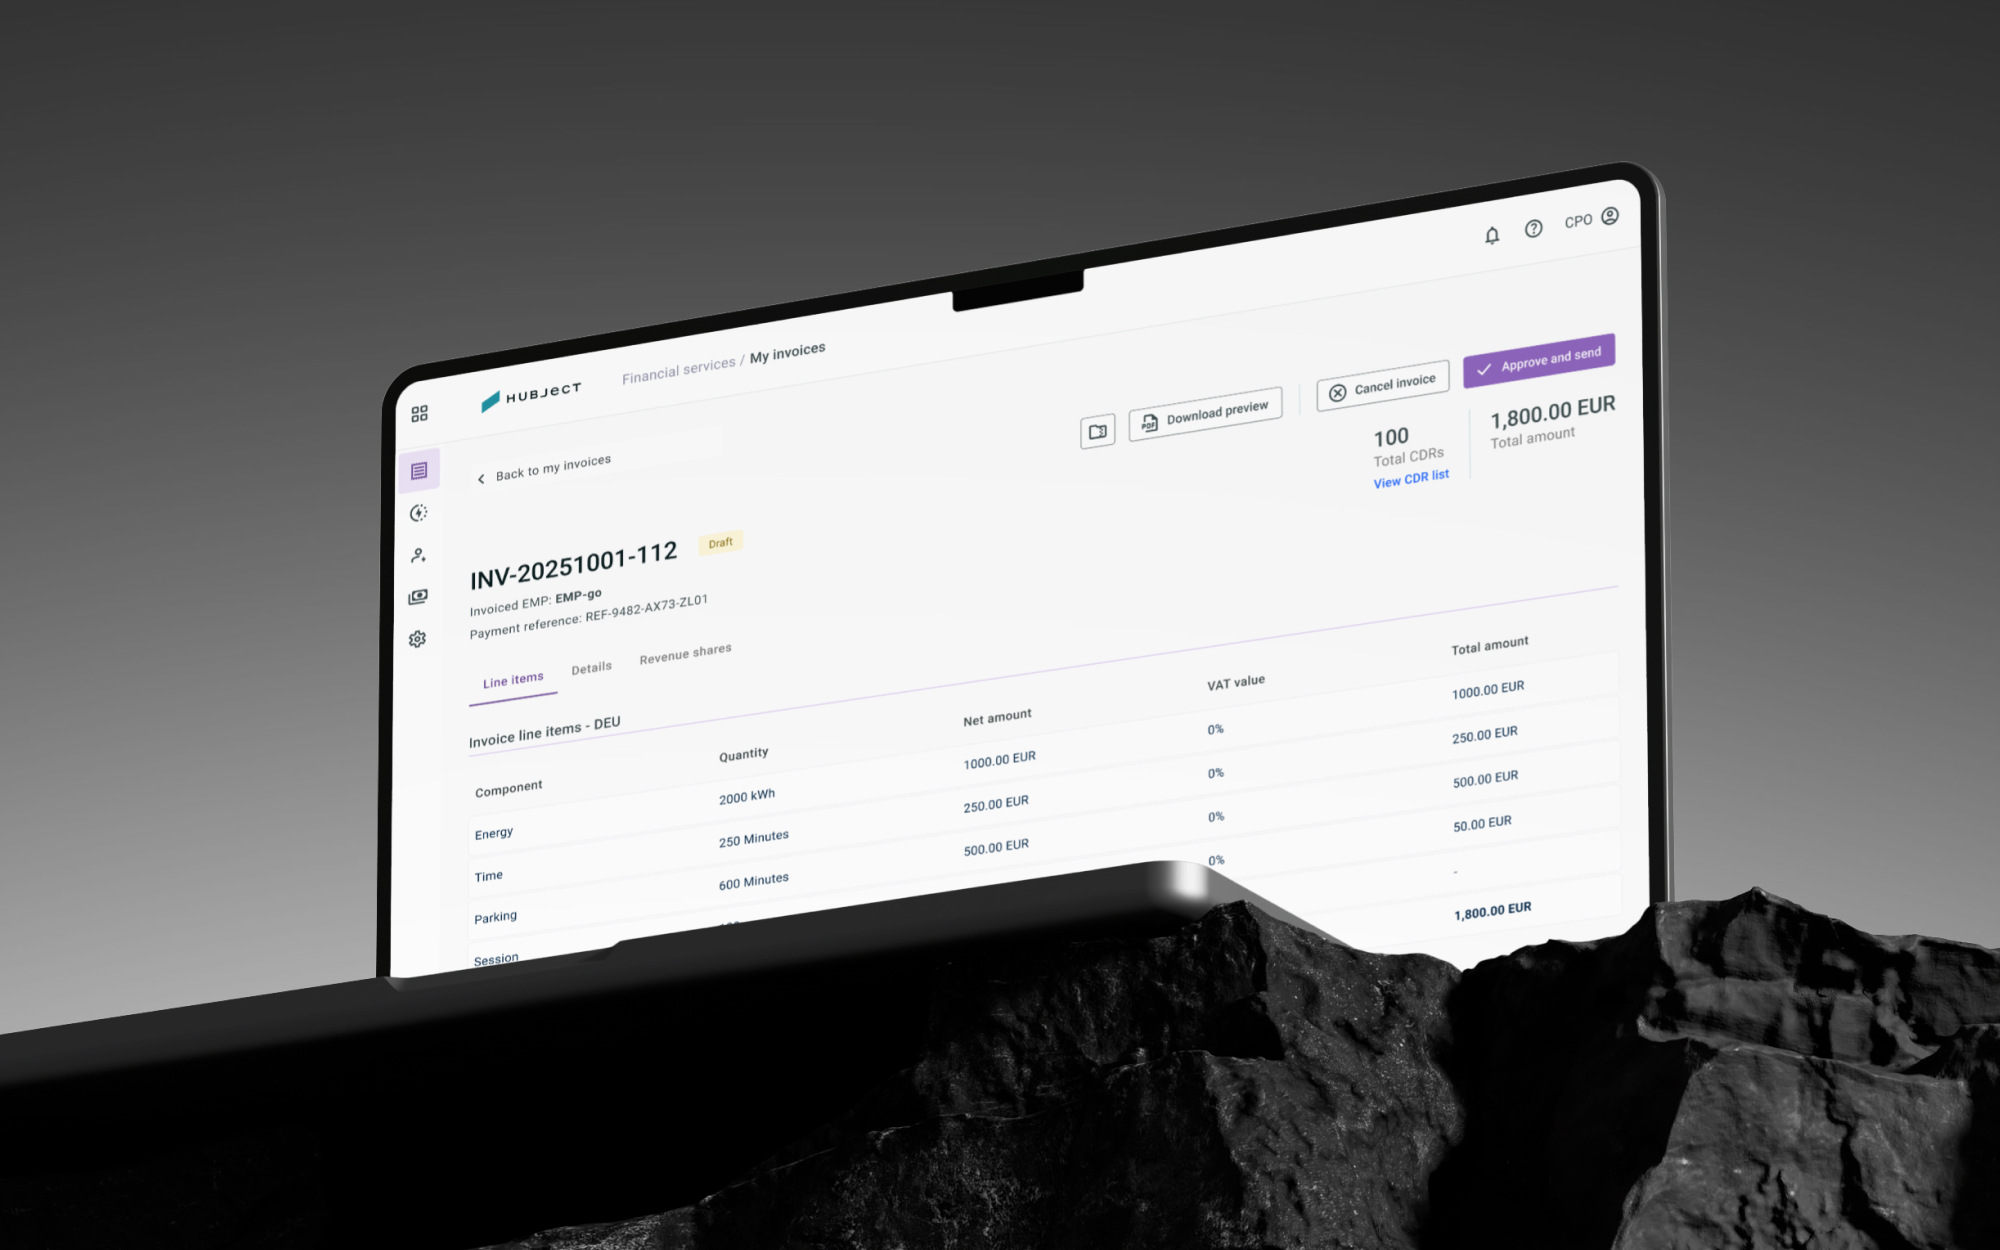 HUBJECT
Financial services / My invoices
CPO
Back to my invoices
PDF
Download preview
Cancel invoice
Approve and send
100
Total CDRs
View CDR list
1,800.00 EUR
Total amount
INV-20251001-112
Draft
Invoiced EMP: EMP-go
Payment reference: REF-9482-AX73-ZL01
Line items
Details
Revenue shares
Invoice line items - DEU
Component Quantity Net amount VAT value Total amount
Energy 2000 kWh 1000.00 EUR 0% 1000.00 EUR
Time 250 Minutes 250.00 EUR 0% 250.00 EUR
Parking 600 Minutes 500.00 EUR 0% 500.00 EUR
Session 0% 50.00 EUR
-
1,800.00 EUR